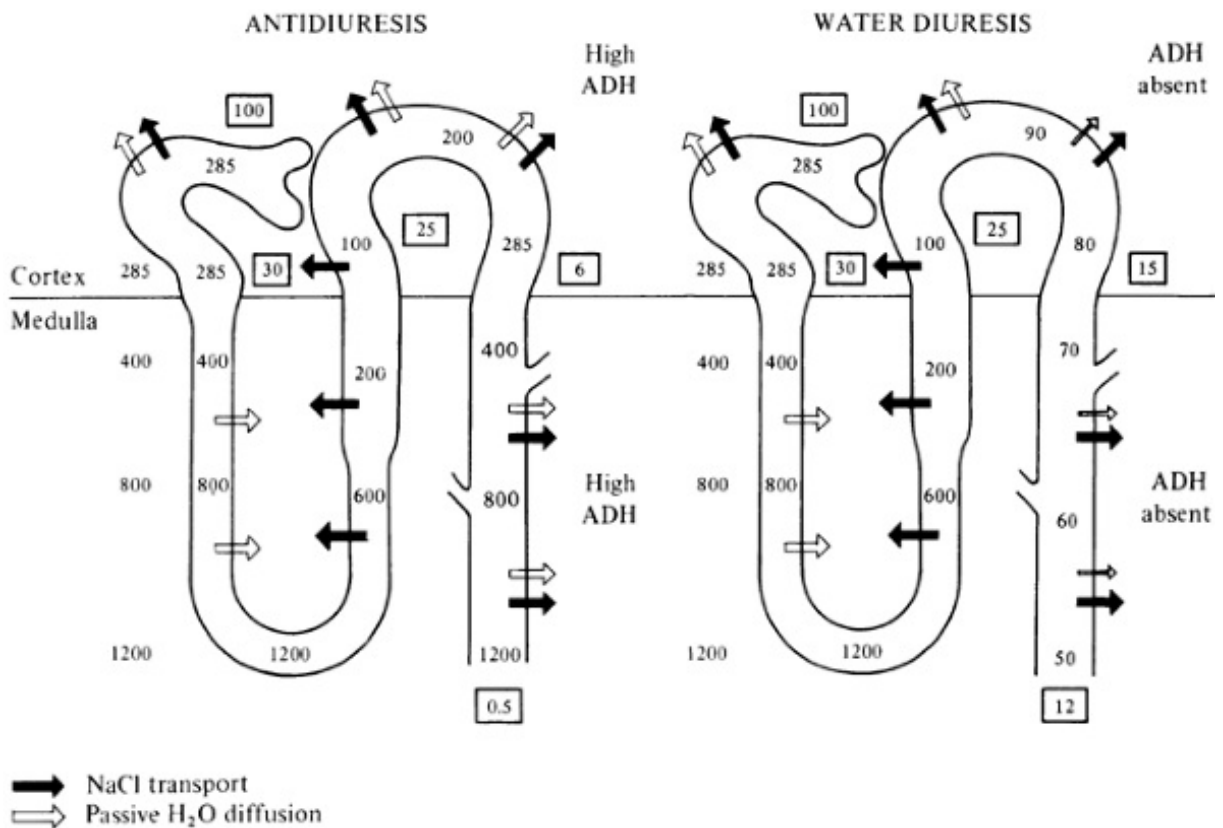 ANTIDIURESIS WATER DIURESIS
High ADH
ADH absent
100 100
200 90
285 285
25 25
100 285 100 80
285 285 30 6 285 285 30 15
Cortex
Medulla
400 400 200 400 400 400 200 70
800 800 600 800 800 800 600 60
High ADH
ADH absent
1200 1200 1200 1200 1200 50
0.5 12
NaCl transport
Passive H₂O diffusion